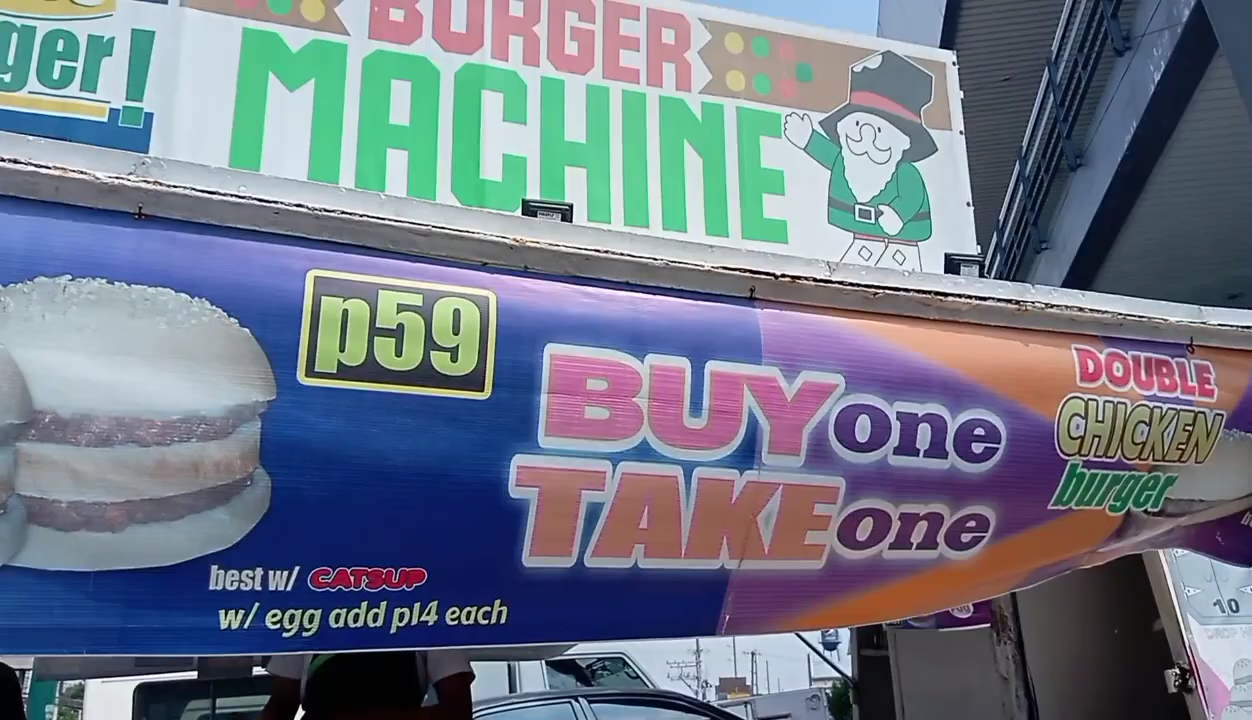 ger!
BURGER
MACHINE
p59
BUY one
TAKE one
DOUBLE
CHICKEN
burger
best w/ CATSUP
w/ egg add p14 each
10